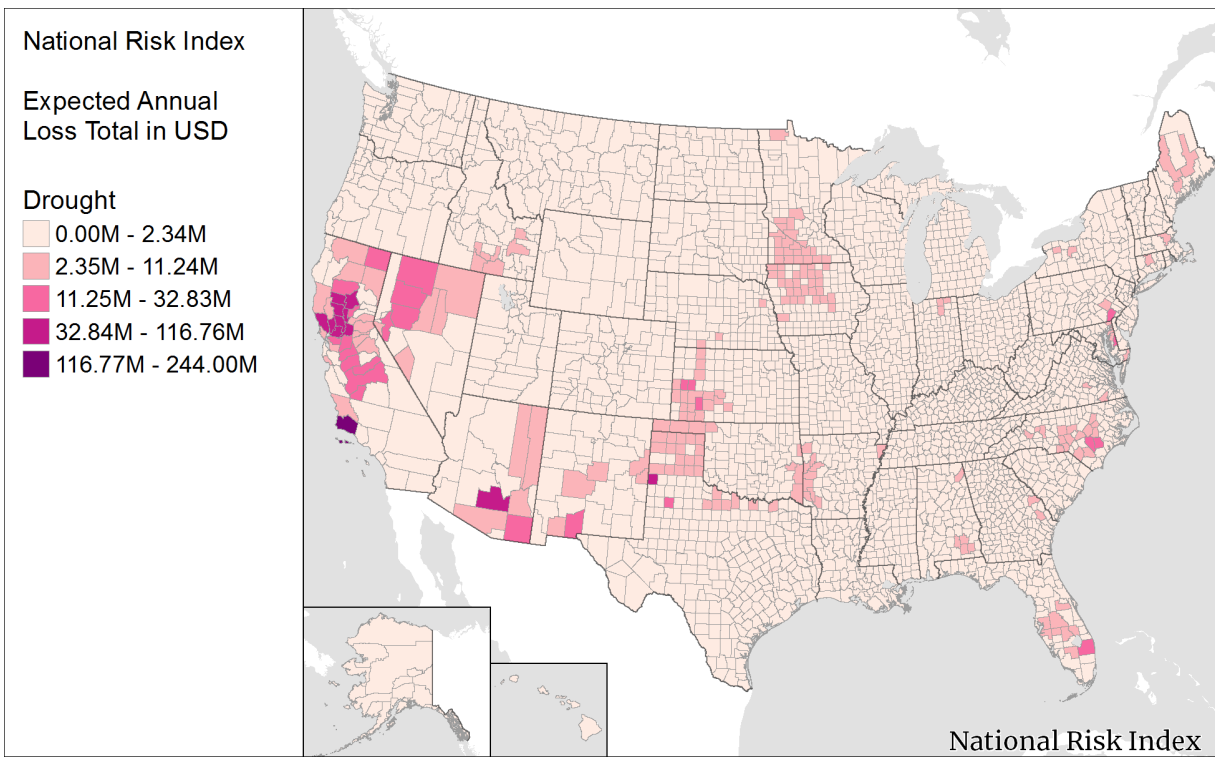 National Risk Index
Expected Annual
Loss Total in USD
Drought
0.00M - 2.34M
2.35M - 11.24M
11.25M - 32.83M
32.84M - 116.76M
116.77M - 244.00M
National Risk Index